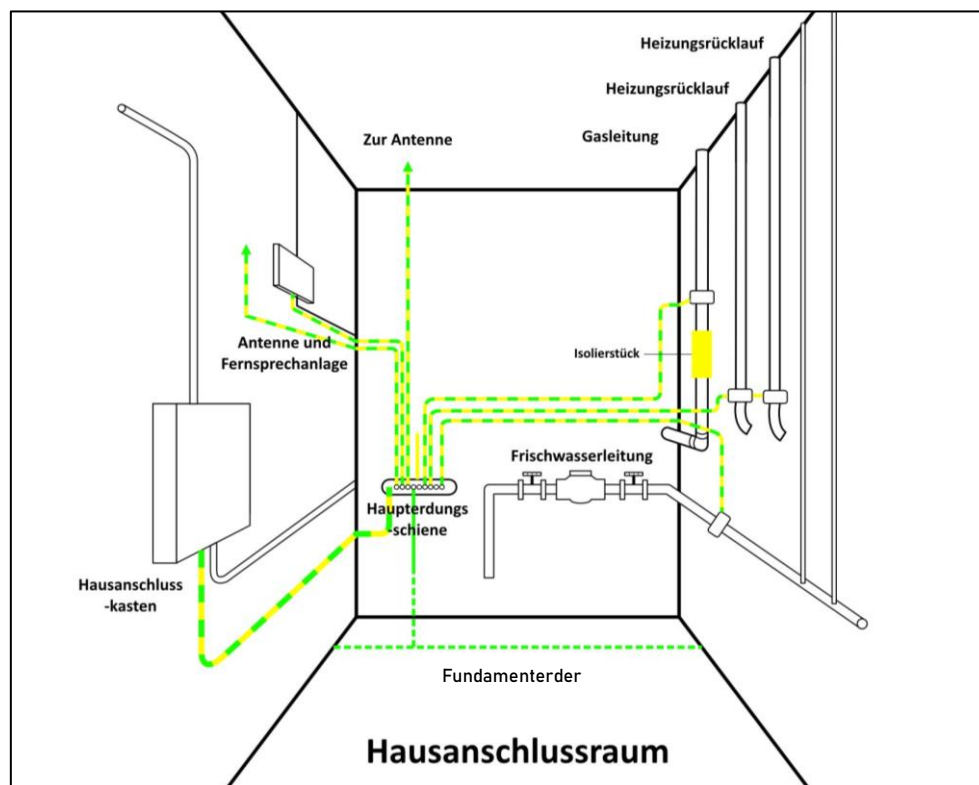 Heizungsrücklauf
Heizungsrücklauf
Zur Antenne
Gasleitung
Antenne und
Fernsprechanlage
Isolierstück
Frischwasserleitung
Haupterdungs
-schiene
Hausanschluss
-kasten
Fundamenterder
Hausanschlussraum